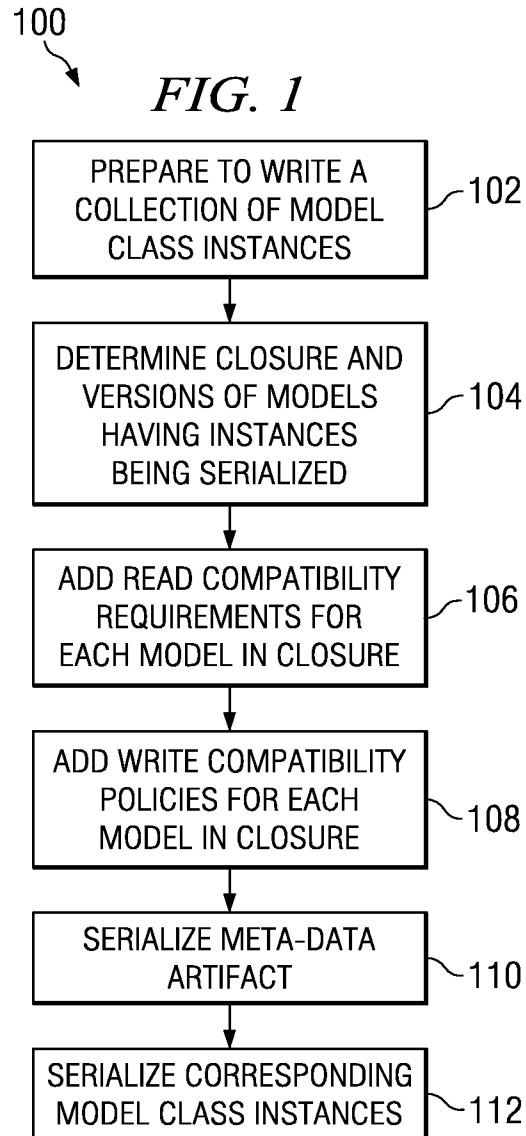 100
FIG. 1
PREPARE TO WRITE A
COLLECTION OF MODEL
CLASS INSTANCES
102
DETERMINE CLOSURE AND
VERSIONS OF MODELS
HAVING INSTANCES
BEING SERIALIZED
104
ADD READ COMPATIBILITY
REQUIREMENTS FOR
EACH MODEL IN CLOSURE
106
ADD WRITE COMPATIBILITY
POLICIES FOR EACH
MODEL IN CLOSURE
108
SERIALIZE META-DATA
ARTIFACT
110
SERIALIZE CORRESPONDING
MODEL CLASS INSTANCES
112